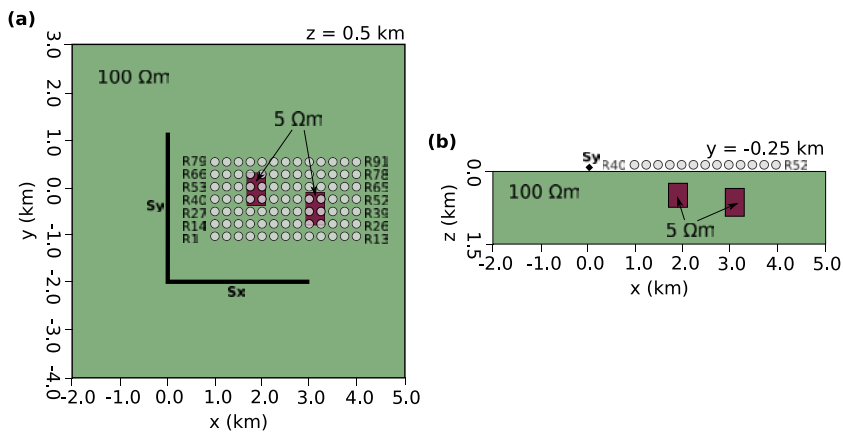 (a)
z = 0.5 km
3.0
2.0
1.0
0.0
-1.0
-2.0
-3.0
-4.0
y (km)
100 Ωm
5 Ωm
R79 R91
R66 R78
R53 R65
R40 R52
R27 R39
R14 R26
R1 R13
Sy
Sx
-2.0 -1.0 0.0 1.0 2.0 3.0 4.0 5.0
x (km)
(b)
y = -0.25 km
Sy
R40 R52
0.0
1.5
z (km)
100 Ωm
5 Ωm
-2.0 -1.0 0.0 1.0 2.0 3.0 4.0 5.0
x (km)